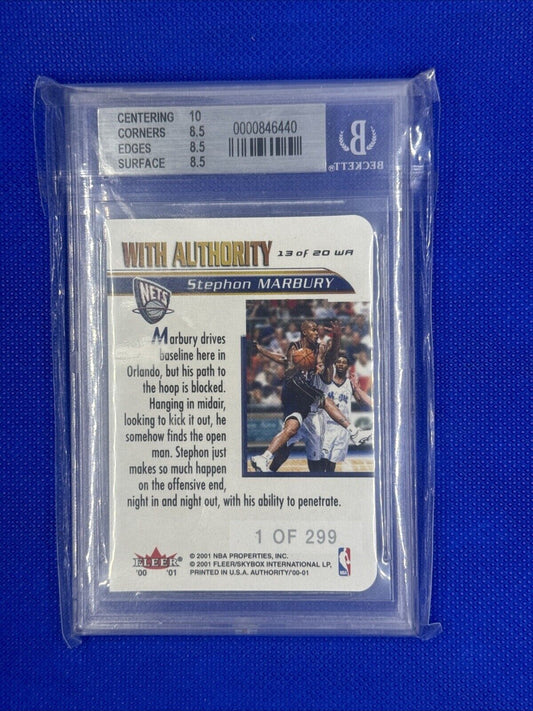 CENTERING 10
CORNERS 8.5
EDGES 8.5
SURFACE 8.5
0000846440
B
BECKETT®
WITH AUTHORITY 13 of 20 WA
Stephon MARBURY
NETS
Marbury drives
baseline here in
Orlando, but his path to
the hoop is blocked.
Hanging in midair,
looking to kick it out, he
somehow finds the open
man. Stephon just
makes so much happen
on the offensive end,
night in and night out, with his ability to penetrate.
1 OF 299
FLEER
'00 '01
© 2001 NBA PROPERTIES, INC.
© 2001 FLEER/SKYBOX INTERNATIONAL LP,
PRINTED IN U.S.A. AUTHORITY/'00-01
NBA